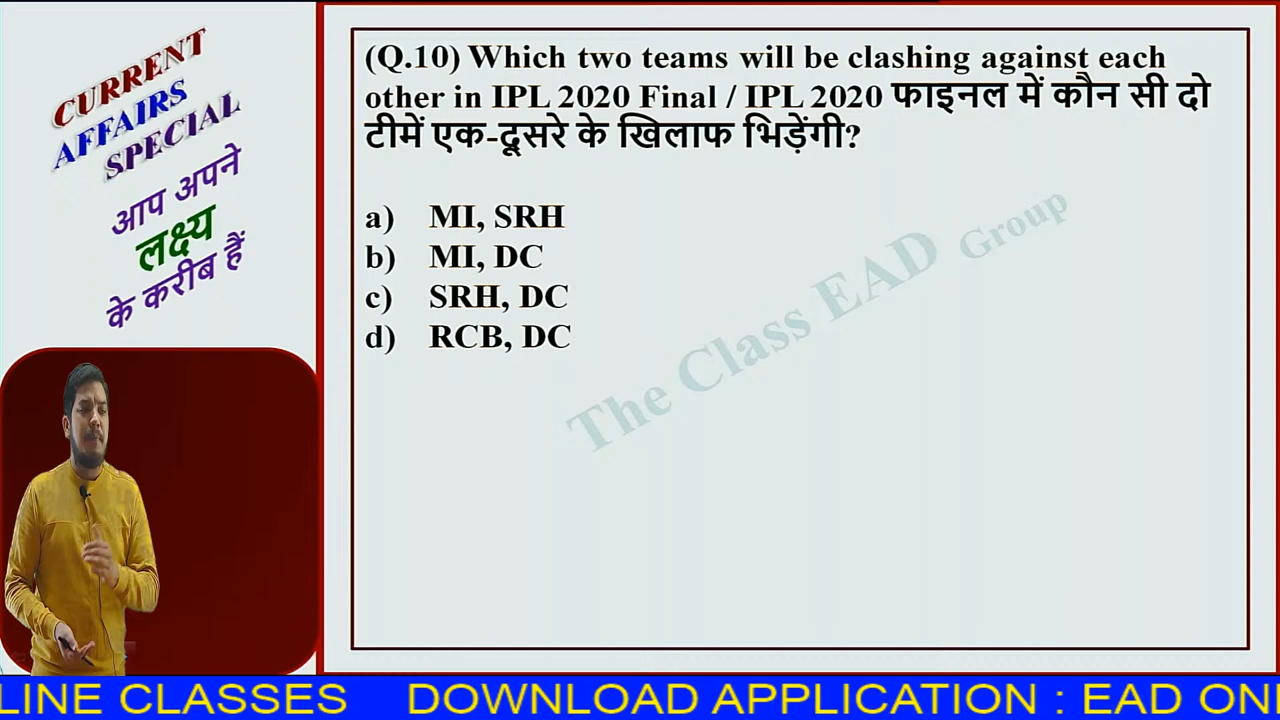 CURRENT
AFFAIRS
SPECIAL
आप अपने
लक्ष्य
के करीब हैं
(Q.10) Which two teams will be clashing against each
other in IPL 2020 Final / IPL 2020 फाइनल में कौन सी दो
टीमें एक-दूसरे के खिलाफ भिड़ेंगी?
a) MI, SRH
b) MI, DC
c) SRH, DC
d) RCB, DC
The Class EAD Group
LINE CLASSES DOWNLOAD APPLICATION : EAD ONL